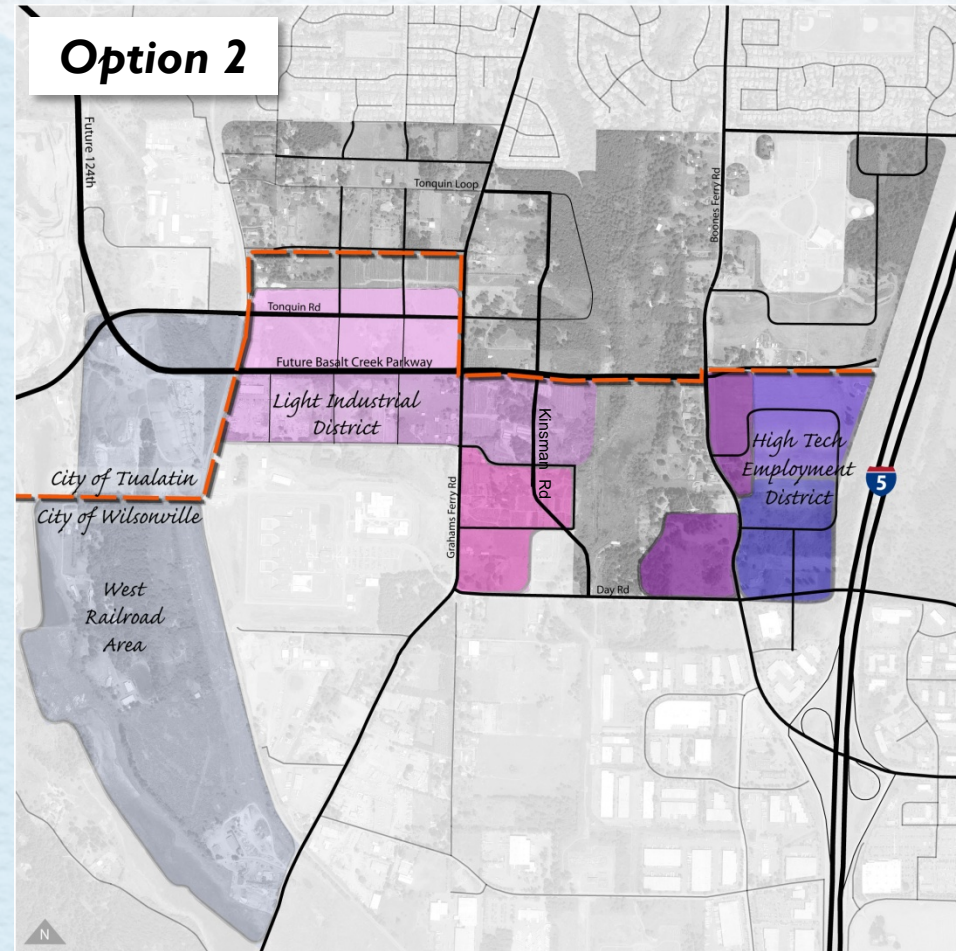 Option 2
Future 124th
Tonquin Loop
Boones Ferry Rd
Tonquin Rd
Future Basalt Creek Parkway
Light Industrial
District
Kinsman Rd
High Tech
Employment
District
City of Tualatin
City of Wilsonville
5
Grahams Ferry Rd
West
Railroad
Area
Day Rd
N